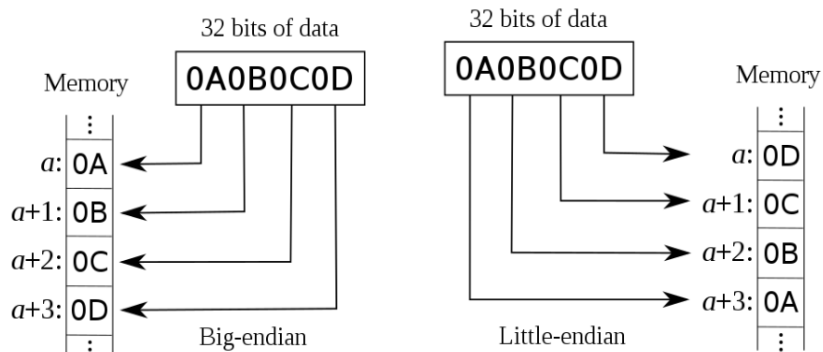 32 bits of data
0A0B0C0D
Memory
⋮
a: 0A
a+1: 0B
a+2: 0C
a+3: 0D
⋮
Big-endian
32 bits of data
0A0B0C0D
Memory
⋮
a: 0D
a+1: 0C
a+2: 0B
a+3: 0A
⋮
Little-endian